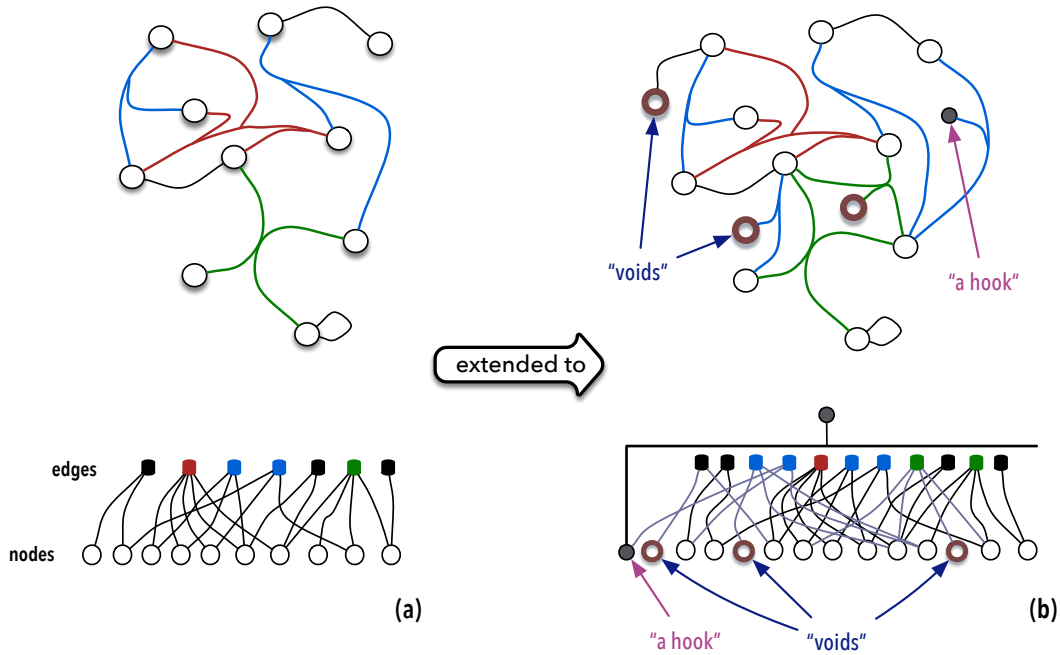 "voids"
"a hook"
extended to
edges
nodes
(a)
(b)
"a hook"
"voids"